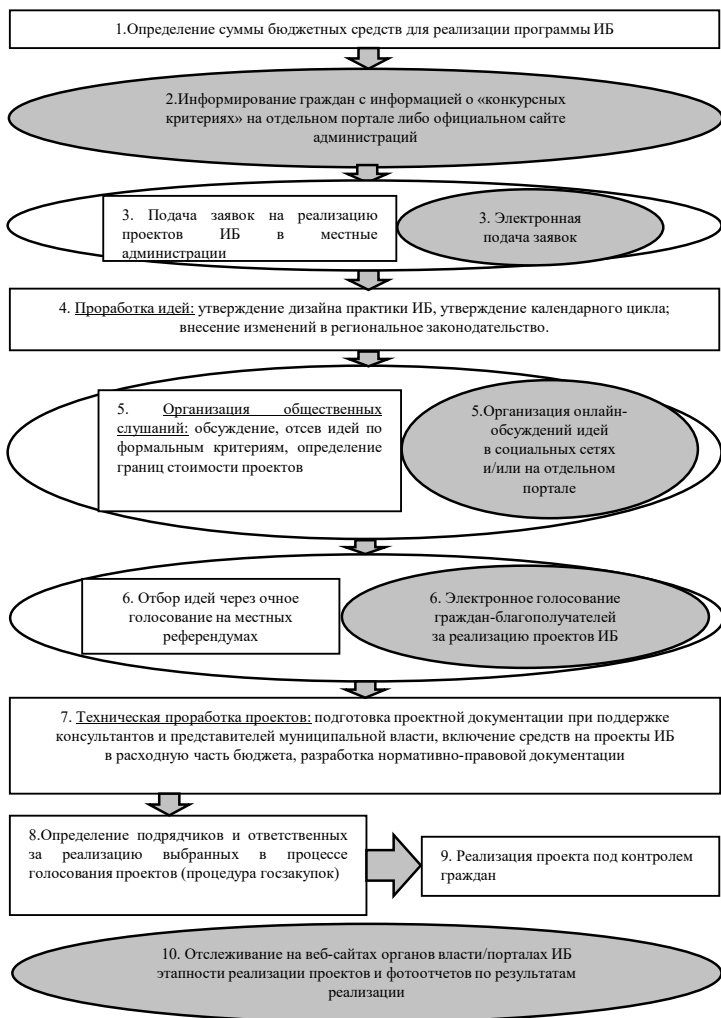 1.Определение суммы бюджетных средств для реализации программы ИБ
2.Информирование граждан с информацией о «конкурсных
критериях» на отдельном портале либо официальном сайте
администраций
3. Подача заявок на реализацию
проектов ИБ в местные
администрации
3. Электронная
подача заявок
4. Проработка идей: утверждение дизайна практики ИБ, утверждение календарного цикла;
внесение изменений в региональное законодательство.
5. Организация общественных
слушаний: обсуждение, отсев идей по
формальным критериям, определение
границ стоимости проектов
5.Организация онлайн-
обсуждений идей
в социальных сетях
и/или на отдельном
портале
6. Отбор идей через очное
голосование на местных
референдумах
6. Электронное голосование
граждан-благополучателей
за реализацию проектов ИБ
7. Техническая проработка проектов: подготовка проектной документации при поддержке
консультантов и представителей муниципальной власти, включение средств на проекты ИБ
в расходную часть бюджета, разработка нормативно-правовой документации
8.Определение подрядчиков и ответственных
за реализацию выбранных в процессе
голосования проектов (процедура госзакупок)
9. Реализация проекта под контролем
граждан
10. Отслеживание на веб-сайтах органов власти/порталах ИБ
этапности реализации проектов и фотоотчетов по результатам
реализации